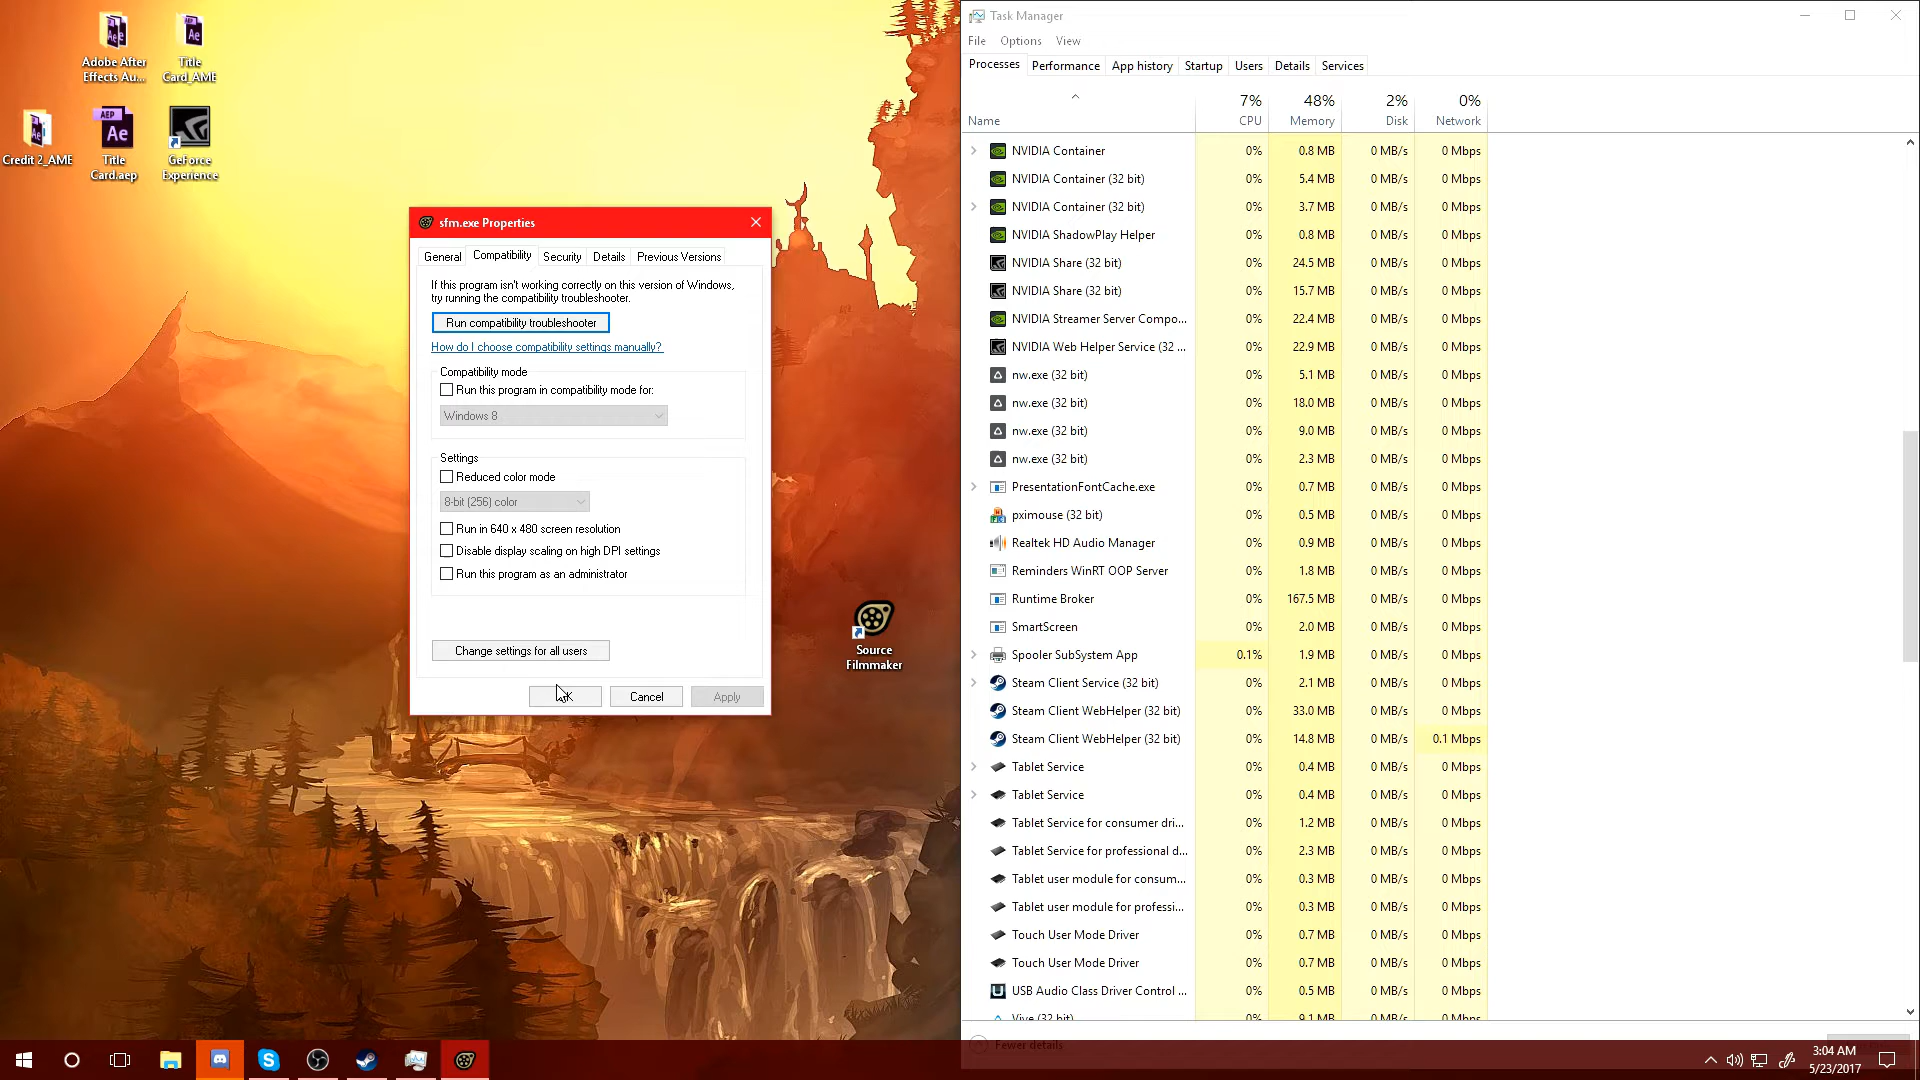 Adobe After
Effects Au...
Title
Card_AME
Credit 2_AME
Title
Card.aep
GeForce
Experience
Source
Filmmaker
sfm.exe Properties
General
Compatibility
Security
Details
Previous Versions
If this program isn't working correctly on this version of Windows,
try running the compatibility troubleshooter.
Run compatibility troubleshooter
How do I choose compatibility settings manually?
Compatibility mode
Run this program in compatibility mode for:
Windows 8
Settings
Reduced color mode
8-bit (256) color
Run in 640 x 480 screen resolution
Disable display scaling on high DPI settings
Run this program as an administrator
Change settings for all users
Cancel
Apply
Task Manager
File Options View
Processes Performance App history Startup Users Details Services
7% 48% 2% 0%
Name CPU Memory Disk Network
NVIDIA Container 0% 0.8 MB 0 MB/s 0 Mbps
NVIDIA Container (32 bit) 0% 5.4 MB 0 MB/s 0 Mbps
NVIDIA Container (32 bit) 0% 3.7 MB 0 MB/s 0 Mbps
NVIDIA ShadowPlay Helper 0% 0.8 MB 0 MB/s 0 Mbps
NVIDIA Share (32 bit) 0% 24.5 MB 0 MB/s 0 Mbps
NVIDIA Share (32 bit) 0% 15.7 MB 0 MB/s 0 Mbps
NVIDIA Streamer Server Compo... 0% 22.4 MB 0 MB/s 0 Mbps
NVIDIA Web Helper Service (32 ... 0% 22.9 MB 0 MB/s 0 Mbps
nw.exe (32 bit) 0% 5.1 MB 0 MB/s 0 Mbps
nw.exe (32 bit) 0% 18.0 MB 0 MB/s 0 Mbps
nw.exe (32 bit) 0% 9.0 MB 0 MB/s 0 Mbps
nw.exe (32 bit) 0% 2.3 MB 0 MB/s 0 Mbps
PresentationFontCache.exe 0% 0.7 MB 0 MB/s 0 Mbps
pximouse (32 bit) 0% 0.5 MB 0 MB/s 0 Mbps
Realtek HD Audio Manager 0% 0.9 MB 0 MB/s 0 Mbps
Reminders WinRT OOP Server 0% 1.8 MB 0 MB/s 0 Mbps
Runtime Broker 0% 167.5 MB 0 MB/s 0 Mbps
SmartScreen 0% 2.0 MB 0 MB/s 0 Mbps
Spooler SubSystem App 0.1% 1.9 MB 0 MB/s 0 Mbps
Steam Client Service (32 bit) 0% 2.1 MB 0 MB/s 0 Mbps
Steam Client WebHelper (32 bit) 0% 33.0 MB 0 MB/s 0 Mbps
Steam Client WebHelper (32 bit) 0% 14.8 MB 0 MB/s 0.1 Mbps
Tablet Service 0% 0.4 MB 0 MB/s 0 Mbps
Tablet Service 0% 0.4 MB 0 MB/s 0 Mbps
Tablet Service for consumer dri... 0% 1.2 MB 0 MB/s 0 Mbps
Tablet Service for professional d... 0% 2.3 MB 0 MB/s 0 Mbps
Tablet user module for consum... 0% 0.3 MB 0 MB/s 0 Mbps
Tablet user module for professi... 0% 0.3 MB 0 MB/s 0 Mbps
Touch User Mode Driver 0% 0.7 MB 0 MB/s 0 Mbps
Touch User Mode Driver 0% 0.7 MB 0 MB/s 0 Mbps
USB Audio Class Driver Control ... 0% 0.5 MB 0 MB/s 0 Mbps
Vive (32 bit) 0% 9.1 MB 0 MB/s 0 Mbps
Fewer details
3:04 AM
5/23/2017